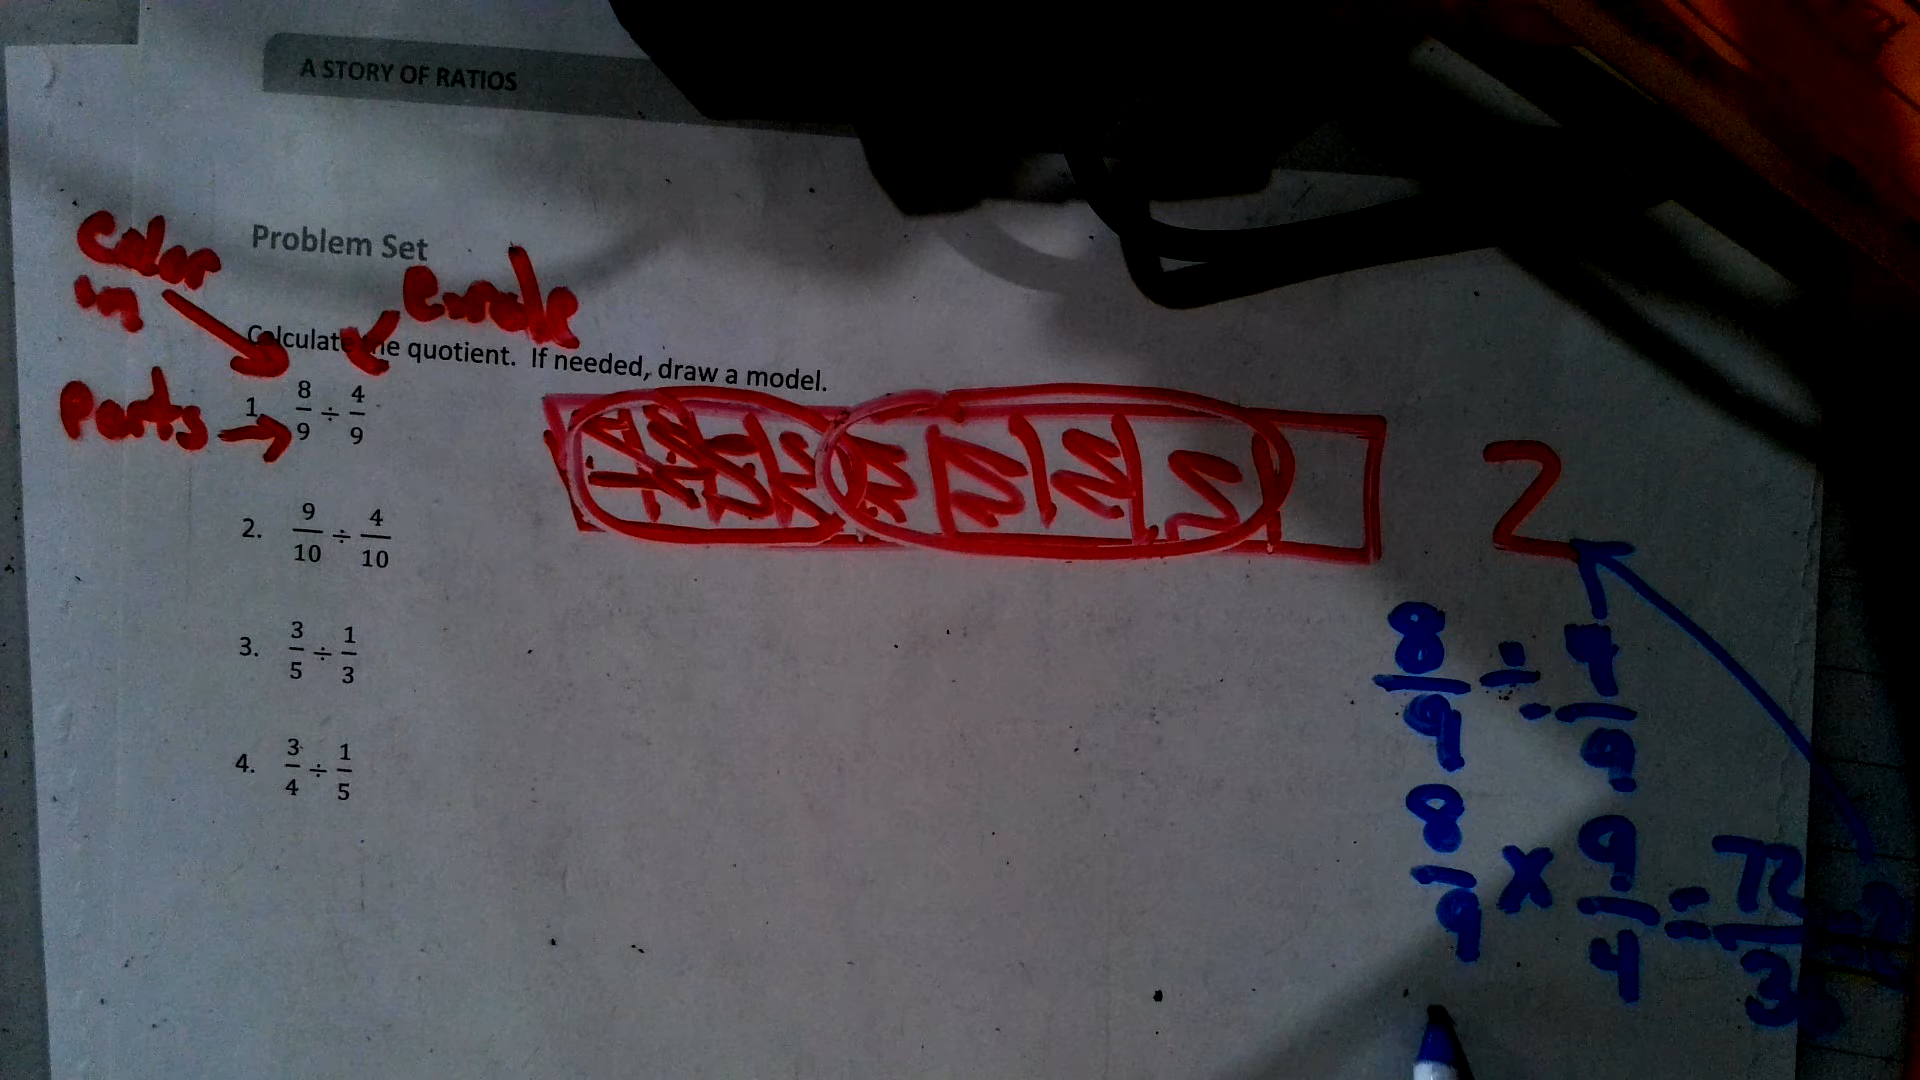 A STORY OF RATIOS
Problem Set
Color
in
Circle
Calculate the quotient. If needed, draw a model.
Parts
1. 8/9 ÷ 4/9
2
2. 9/10 ÷ 4/10
3. 3/5 ÷ 1/3
8/9 ÷ 4/9
4. 3/4 ÷ 1/5
8/9 x 9/4 = 72/36